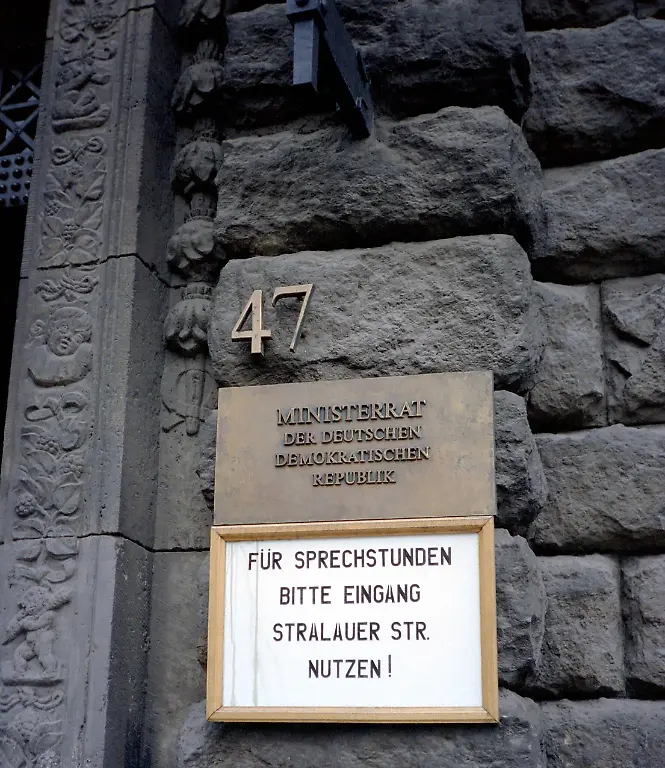 47
MINISTERRAT
DER DEUTSCHEN
DEMOKRATISCHEN
REPUBLIK
FÜR SPRECHSTUNDEN
BITTE EINGANG
STRALAUER STR.
NUTZEN!